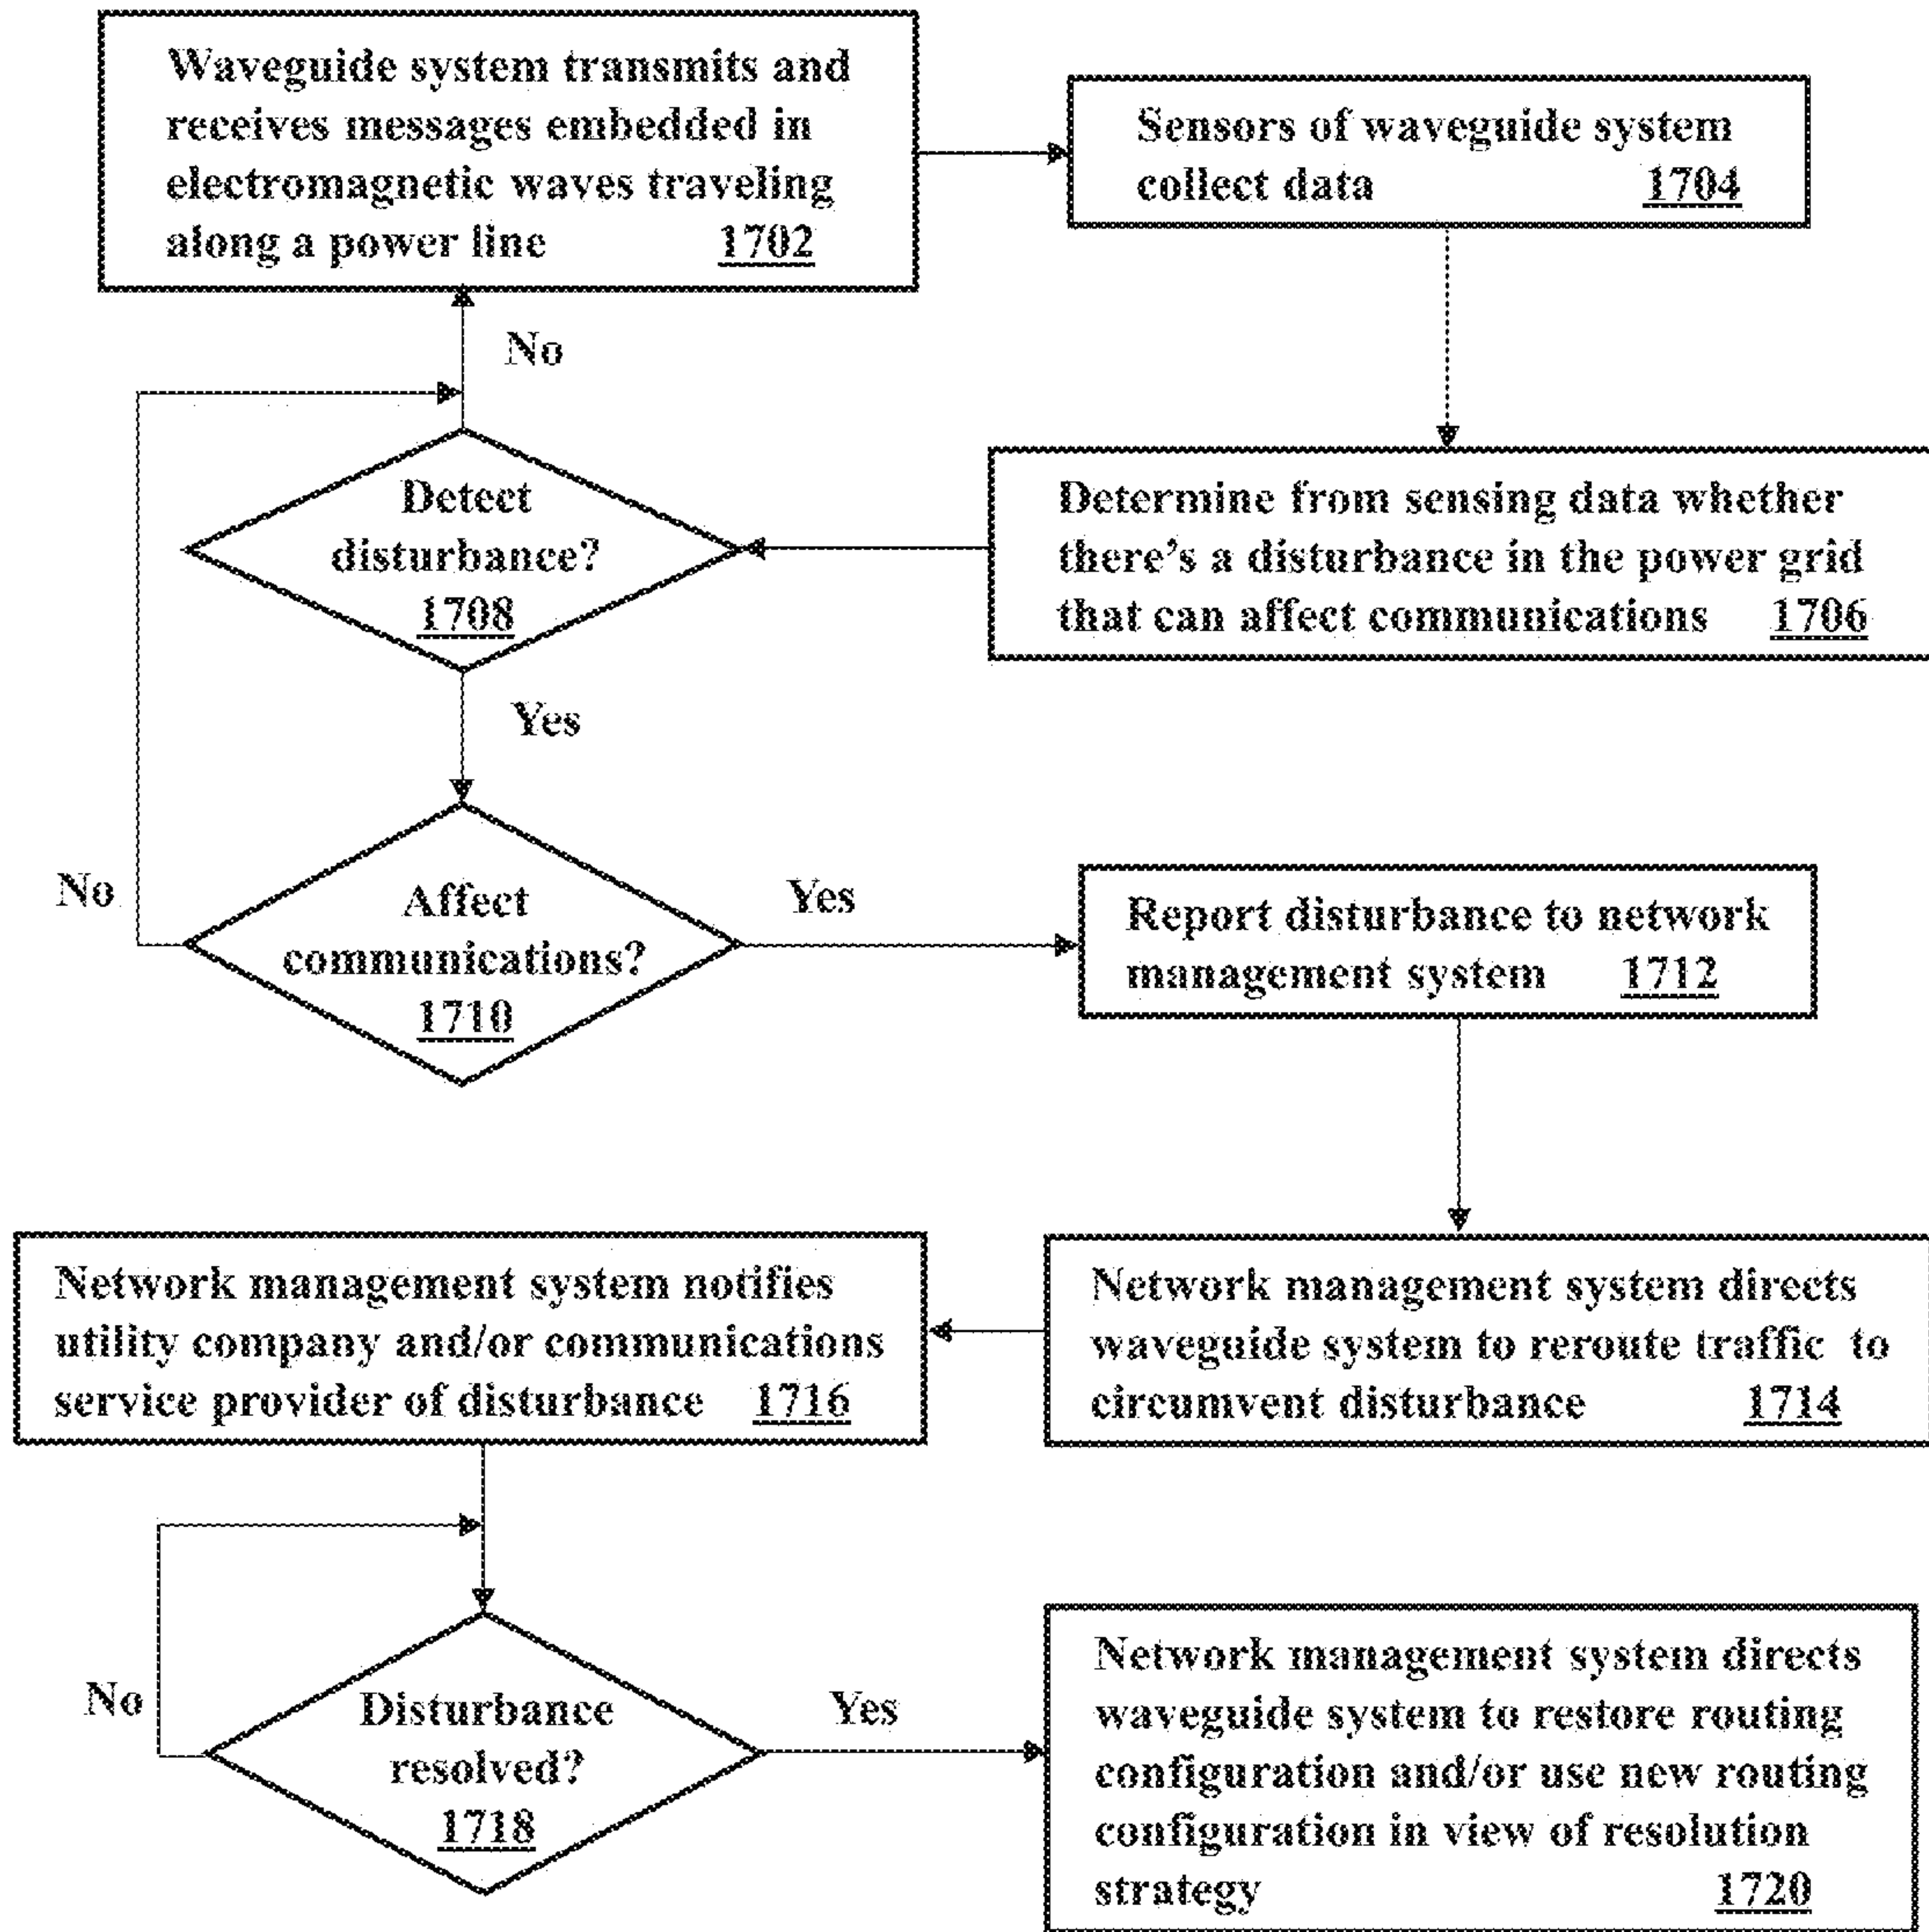 Waveguide system transmits and
receives messages embedded in
electromagnetic waves traveling
along a power line 1702
Sensors of waveguide system
collect data 1704
No
Detect
disturbance?
1708
Determine from sensing data whether
there's a disturbance in the power grid
that can affect communications 1706
Yes
No
Affect
communications?
1710
Yes
Report disturbance to network
management system 1712
Network management system notifies
utility company and/or communications
service provider of disturbance 1716
Network management system directs
waveguide system to reroute traffic to
circumvent disturbance 1714
No
Disturbance
resolved?
1718
Yes
Network management system directs
waveguide system to restore routing
configuration and/or use new routing
configuration in view of resolution
strategy 1720